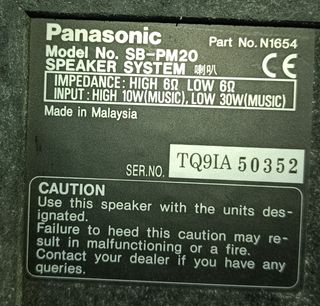 Panasonic
Part No. N1654
Model No. SB-PM20
SPEAKER SYSTEM 喇叭
CE
IMPEDANCE: HIGH 6Ω LOW 6Ω
INPUT: HIGH 10W(MUSIC), LOW 30W(MUSIC)
Made in Malaysia
SER.NO. TQ9IA 50352
CAUTION
Use this speaker with the units des-
ignated.
Failure to heed this caution may re-
sult in malfunctioning or a fire.
Contact your dealer if you have any
queries.